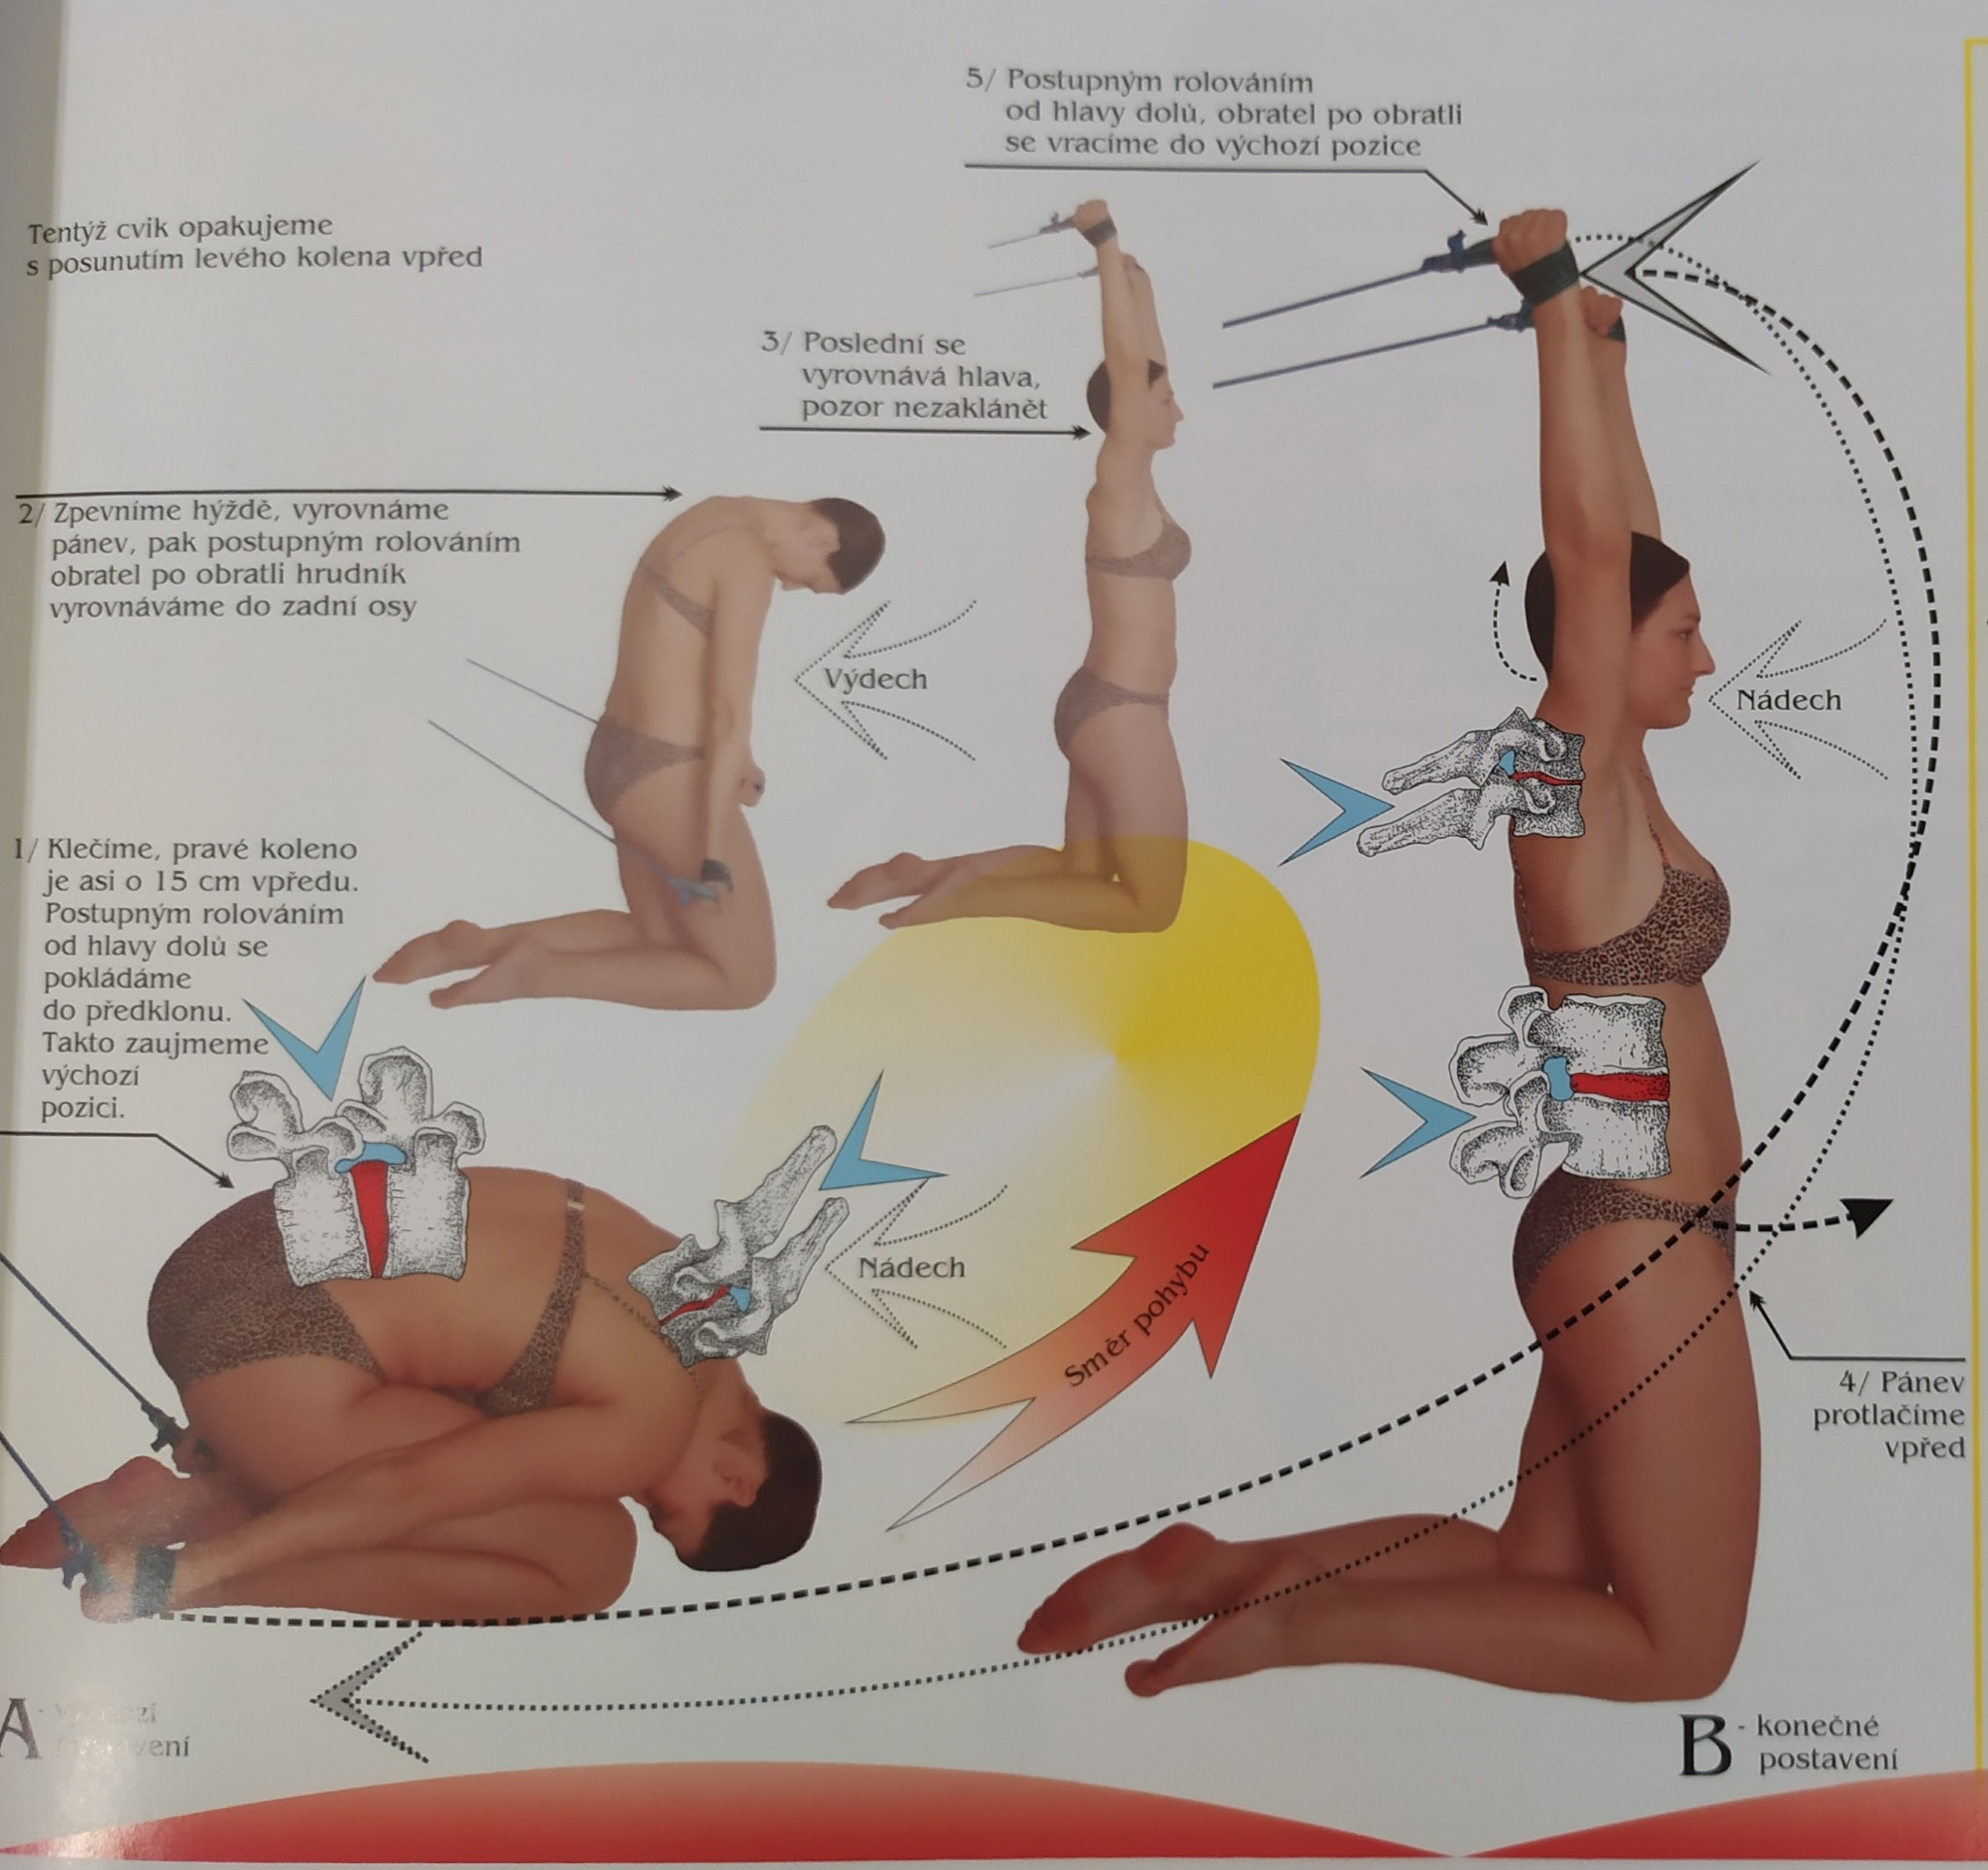 5/ Postupným rolováním
od hlavy dolů, obratel po obratli
se vracíme do výchozí pozice
Tentýž cvik opakujeme
s posunutím levého kolena vpřed
3/ Poslední se
vyrovnává hlava,
pozor nezaklánět
2/ Zpevníme hýždě, vyrovnáme
pánev, pak postupným rolováním
obratel po obratli hrudník
vyrovnáváme do zadní osy
Výdech
Nádech
1/ Klečíme, pravé koleno
je asi o 15 cm vpředu.
Postupným rolováním
od hlavy dolů se
pokládáme
do předklonu.
Takto zaujmeme
výchozí
pozici.
Nádech
Směr pohybu
4/ Pánev
protlačíme
vpřed
A
B - konečné
postavení